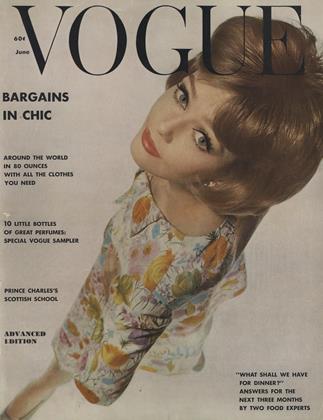 VOGUE
60¢
June
BARGAINS
IN CHIC
AROUND THE WORLD
IN 80 OUNCES
WITH ALL THE CLOTHES
YOU NEED
10 LITTLE BOTTLES
OF GREAT PERFUMES:
SPECIAL VOGUE SAMPLER
PRINCE CHARLES'S
SCOTTISH SCHOOL
ADVANCED
EDITION
"WHAT SHALL WE HAVE
FOR DINNER?"
ANSWERS FOR THE
NEXT THREE MONTHS
BY TWO FOOD EXPERTS